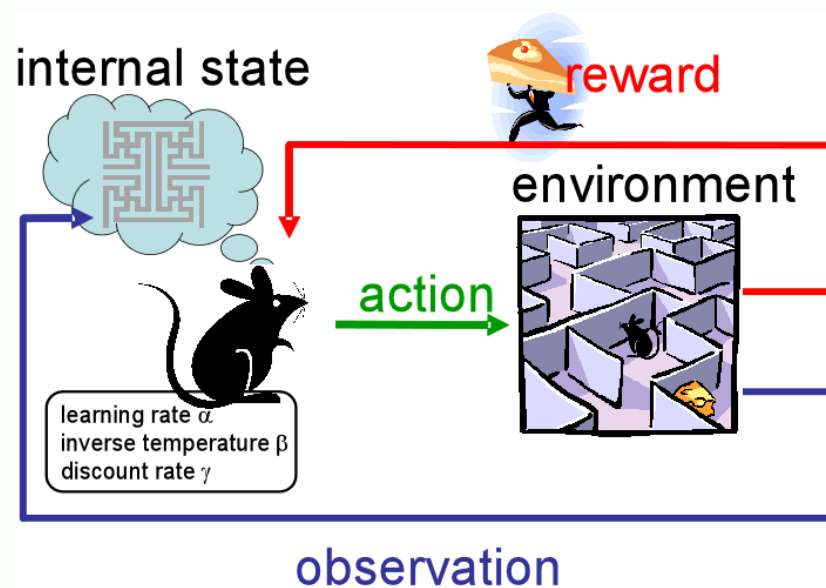 internal state
reward
environment
action
learning rate α
inverse temperature β
discount rate γ
observation